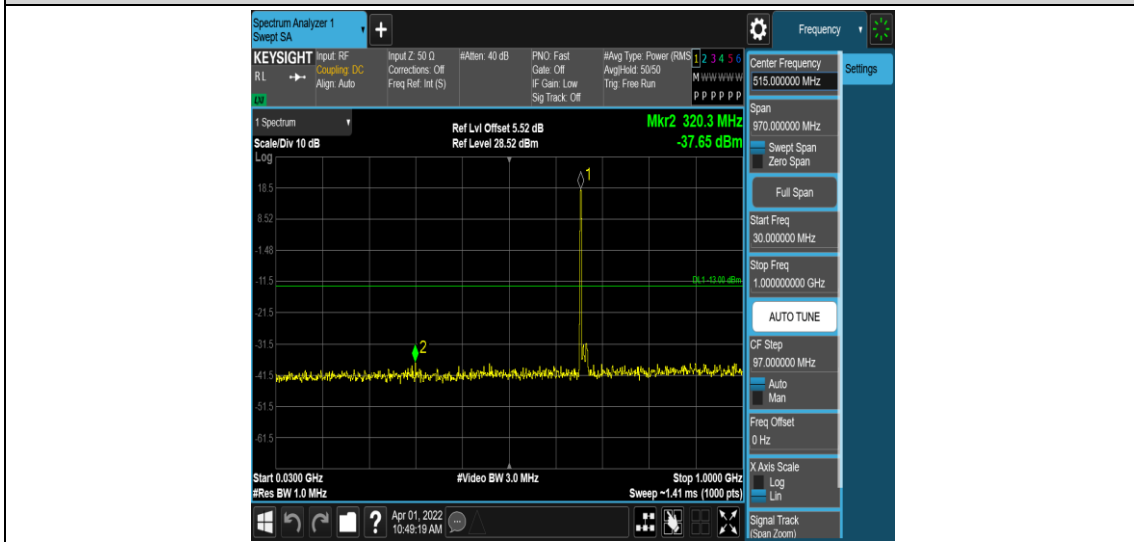 Spectrum Analyzer 1
Swept SA
Frequency
KEYSIGHT
RL
Input: RF
Coupling: DC
Align: Auto
Input Z: 50 Ω
Corrections: Off
Freq Ref: Int (S)
#Atten: 40 dB
PNO: Fast
Gate: Off
IF Gain: Low
Sig Track: Off
#Avg Type: Power (RMS
Avg|Hold: 50/50
Trig: Free Run
1 2 3 4 5 6
M W W W W W
P P P P P P
1 Spectrum
Scale/Div 10 dB
Ref Lvl Offset 5.52 dB
Ref Level 28.52 dBm
Mkr2 320.3 MHz
-37.65 dBm
Log
18.5
8.52
-1.48
-11.5
-21.5
-31.5
-41.5
-51.5
-61.5
1
2
DL1 -13.00 dBm
Start 0.0300 GHz
#Res BW 1.0 MHz
#Video BW 3.0 MHz
Stop 1.0000 GHz
Sweep ~1.41 ms (1000 pts)
Apr 01, 2022
10:49:19 AM
Center Frequency
515.000000 MHz
Settings
Span
970.000000 MHz
Swept Span
Zero Span
Full Span
Start Freq
30.000000 MHz
Stop Freq
1.000000000 GHz
AUTO TUNE
CF Step
97.000000 MHz
Auto
Man
Freq Offset
0 Hz
X Axis Scale
Log
Lin
Signal Track
(Span Zoom)